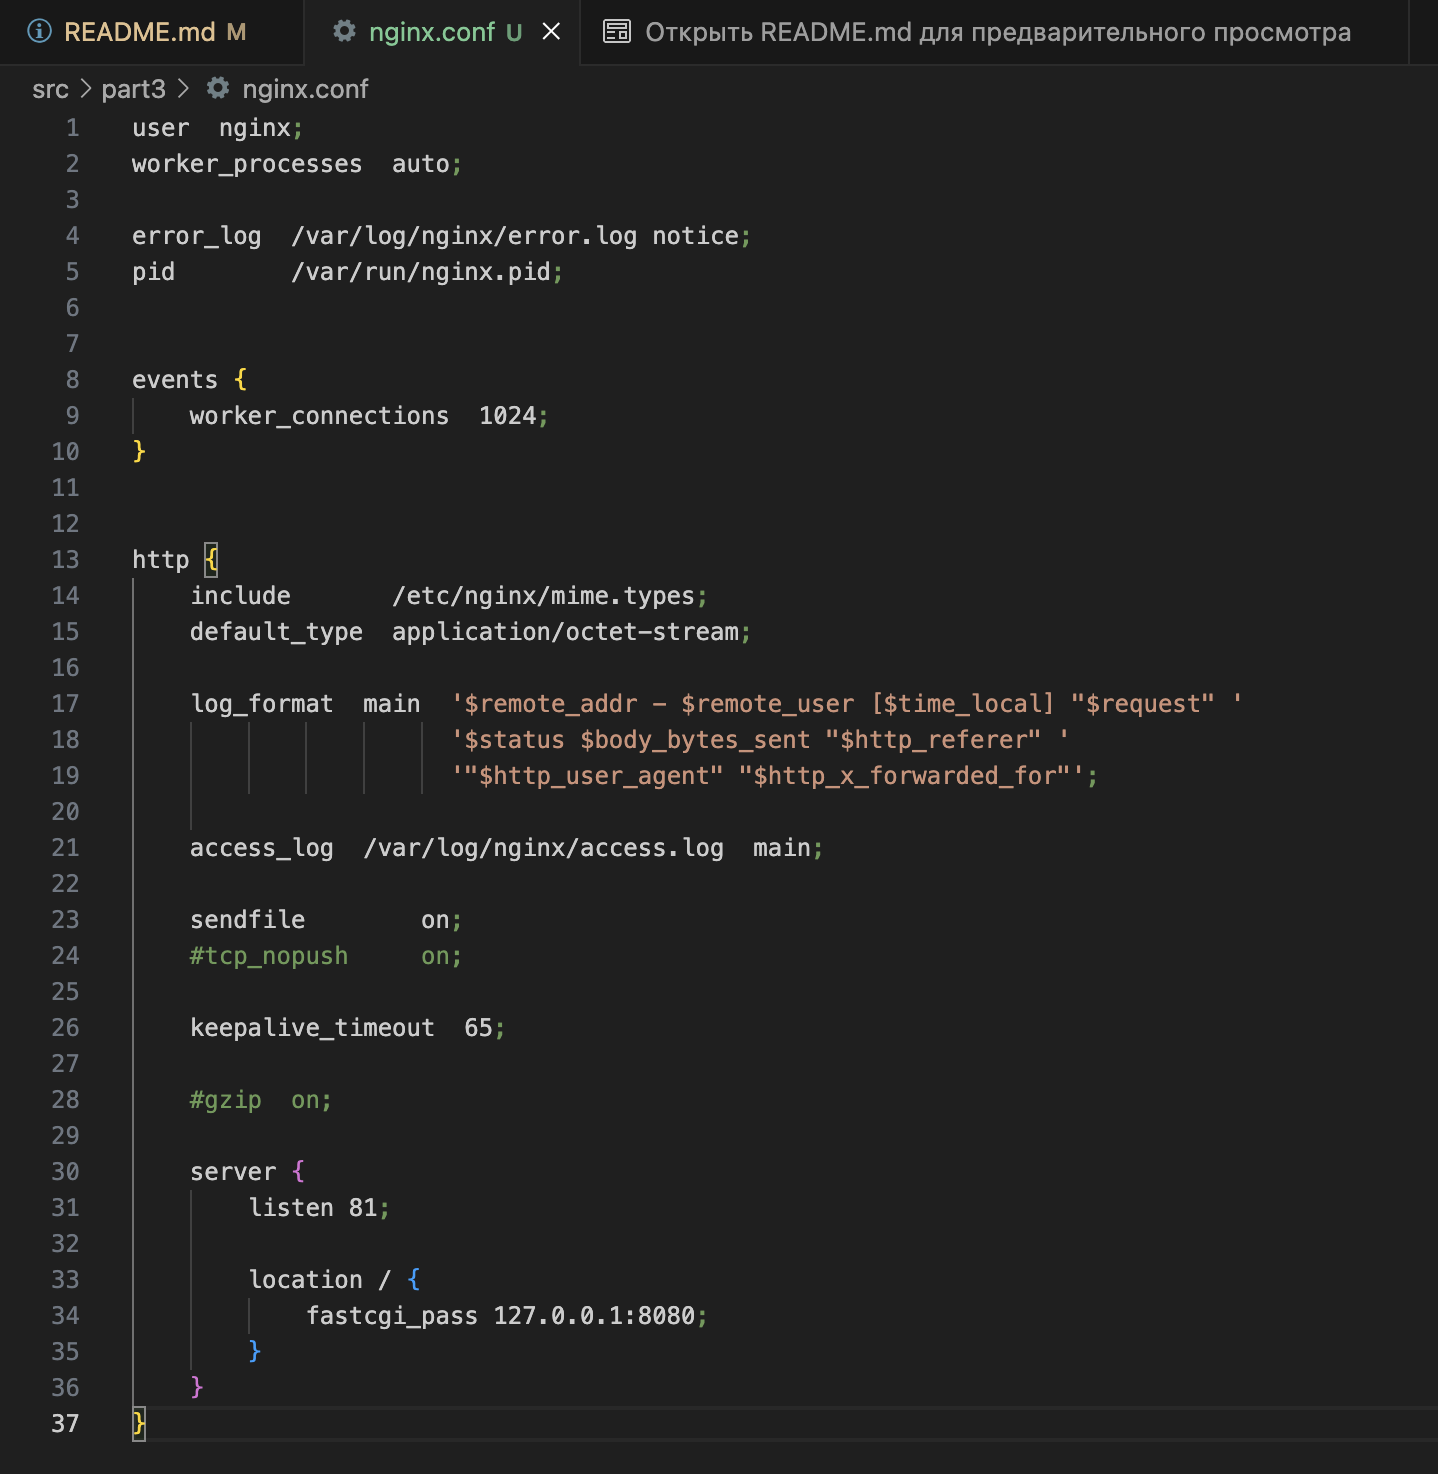 README.md M
nginx.conf U
Открыть README.md для предварительного просмотра
src > part3 > nginx.conf
1 user  nginx;
2 worker_processes  auto;
3
4 error_log  /var/log/nginx/error.log notice;
5 pid        /var/run/nginx.pid;
6
7
8 events {
9     worker_connections  1024;
10 }
11
12
13 http {
14     include       /etc/nginx/mime.types;
15     default_type  application/octet-stream;
16
17     log_format  main  '$remote_addr - $remote_user [$time_local] "$request" '
18                       '$status $body_bytes_sent "$http_referer" '
19                       '"$http_user_agent" "$http_x_forwarded_for"';
20
21     access_log  /var/log/nginx/access.log  main;
22
23     sendfile        on;
24     #tcp_nopush     on;
25
26     keepalive_timeout  65;
27
28     #gzip  on;
29
30     server {
31         listen 81;
32
33         location / {
34             fastcgi_pass 127.0.0.1:8080;
35         }
36     }
37 }